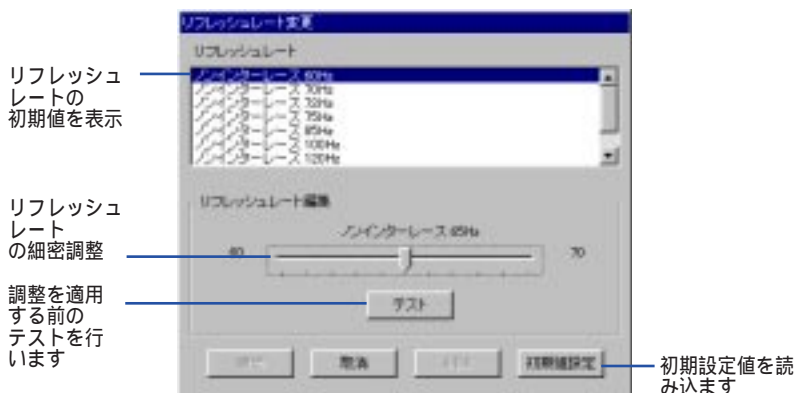 リフレッシュレート変更
リフレッシュレート
リフレッシュ
レートの
初期値を表示
ノンインターレース 60Hz
ノンインターレース 70Hz
ノンインターレース 72Hz
ノンインターレース 75Hz
ノンインターレース 85Hz
ノンインターレース 100Hz
ノンインターレース 120Hz
リフレッシュレート編集
リフレッシュ
レート
の細密調整
ノンインターレース 65Hz
60
70
調整を適用
する前の
テストを行
います
テスト
取消
初期値設定
初期設定値を読
み込ます